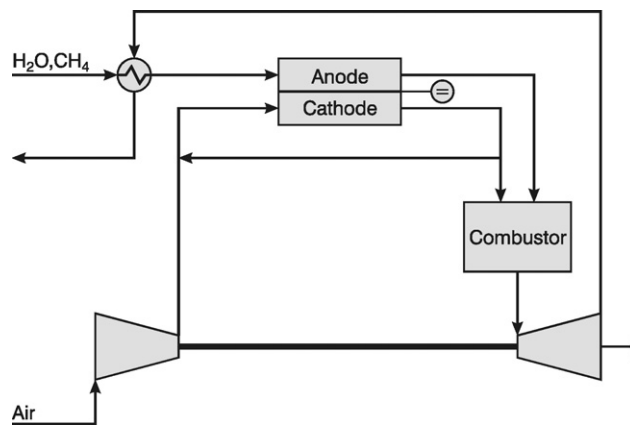 H₂O,CH₄
Anode
=
Cathode
Combustor
Air